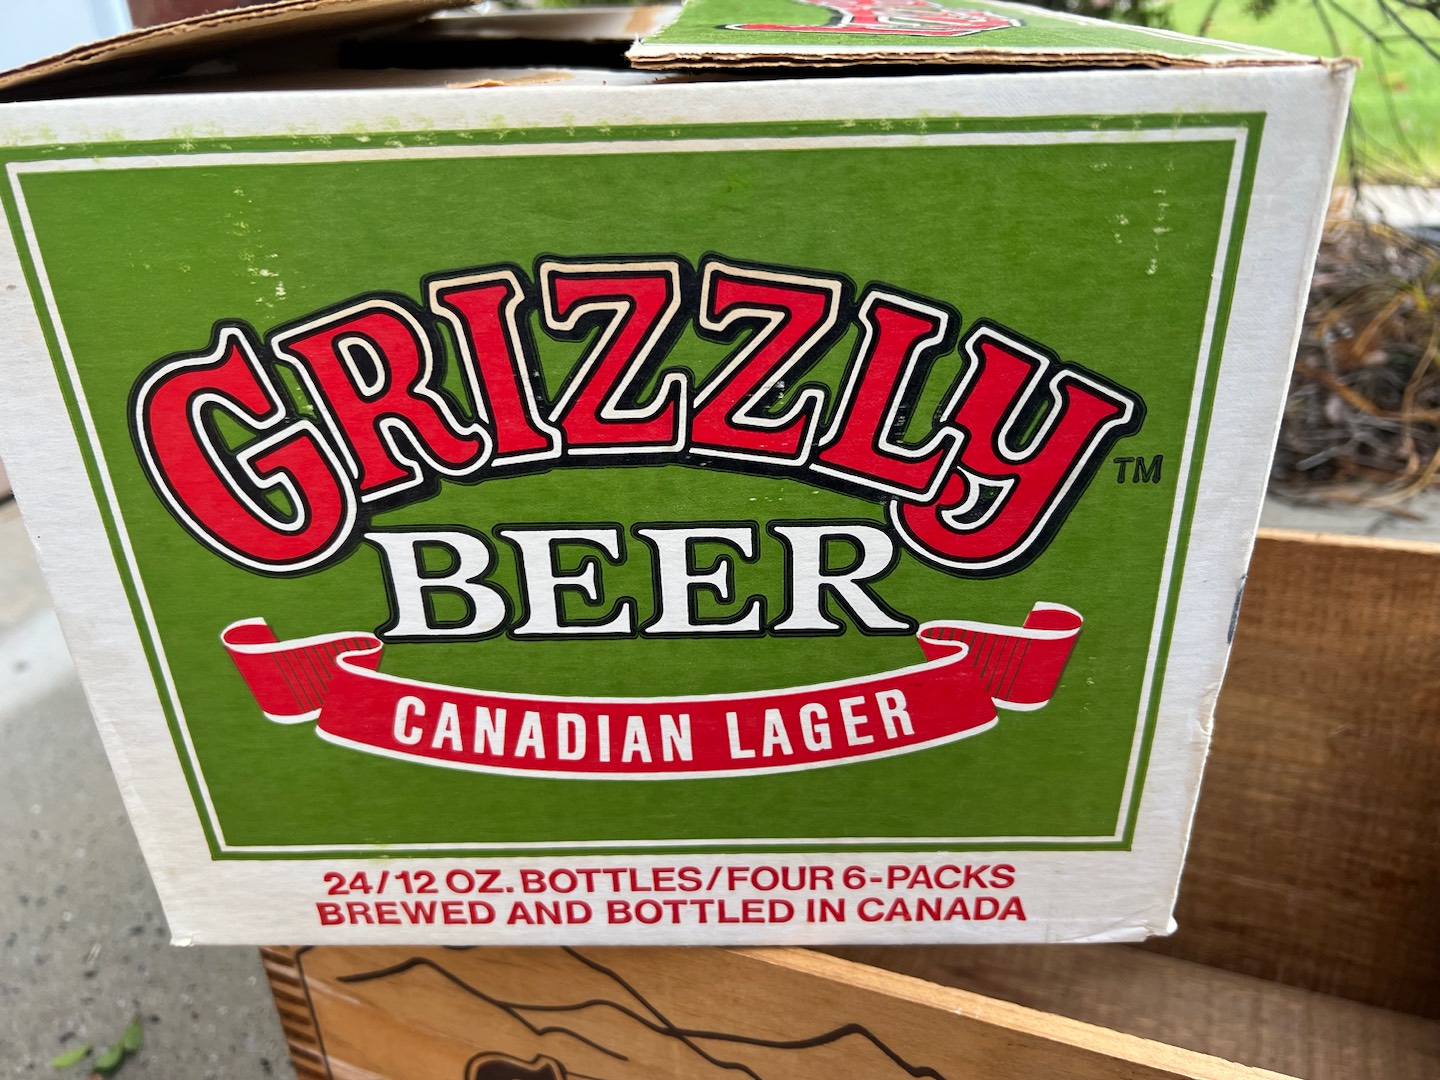 GRIZZLY
TM
BEER
CANADIAN LAGER
24/12 OZ. BOTTLES/FOUR 6-PACKS
BREWED AND BOTTLED IN CANADA